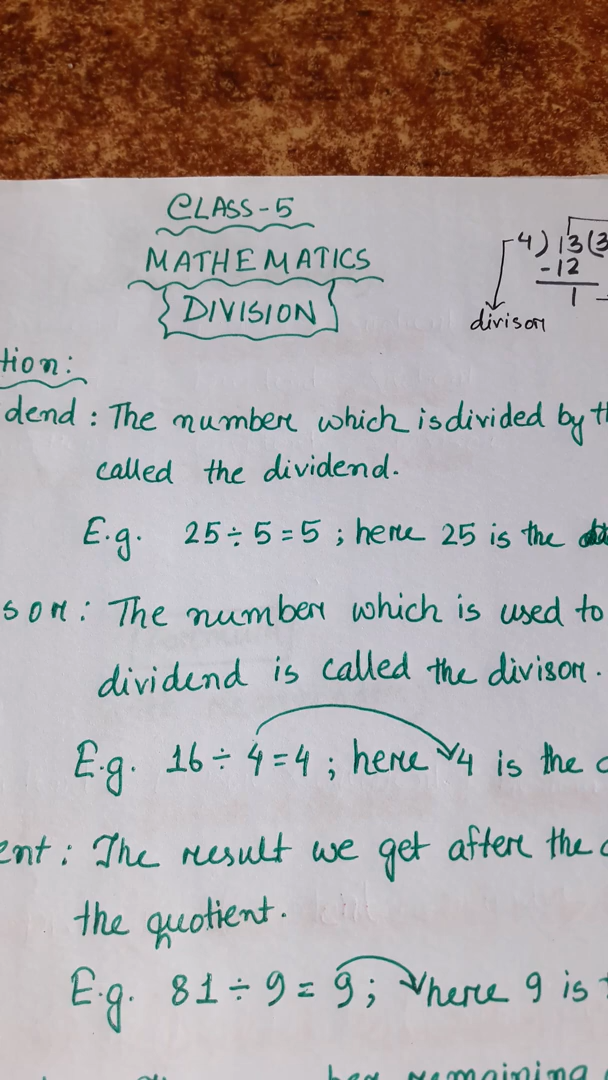 CLASS-5
MATHEMATICS
DIVISION
4)13(3
-12
1
divisor
tion:
dend: The number which is divided by th
called the dividend.
E.g. 25÷5=5; here 25 is the
sor: The number which is used to
dividend is called the divisor.
E.g. 16÷4=4; here 4 is the
ent: The result we get after the d
the quotient.
E.g. 81÷9=9; here 9 is t
remaining